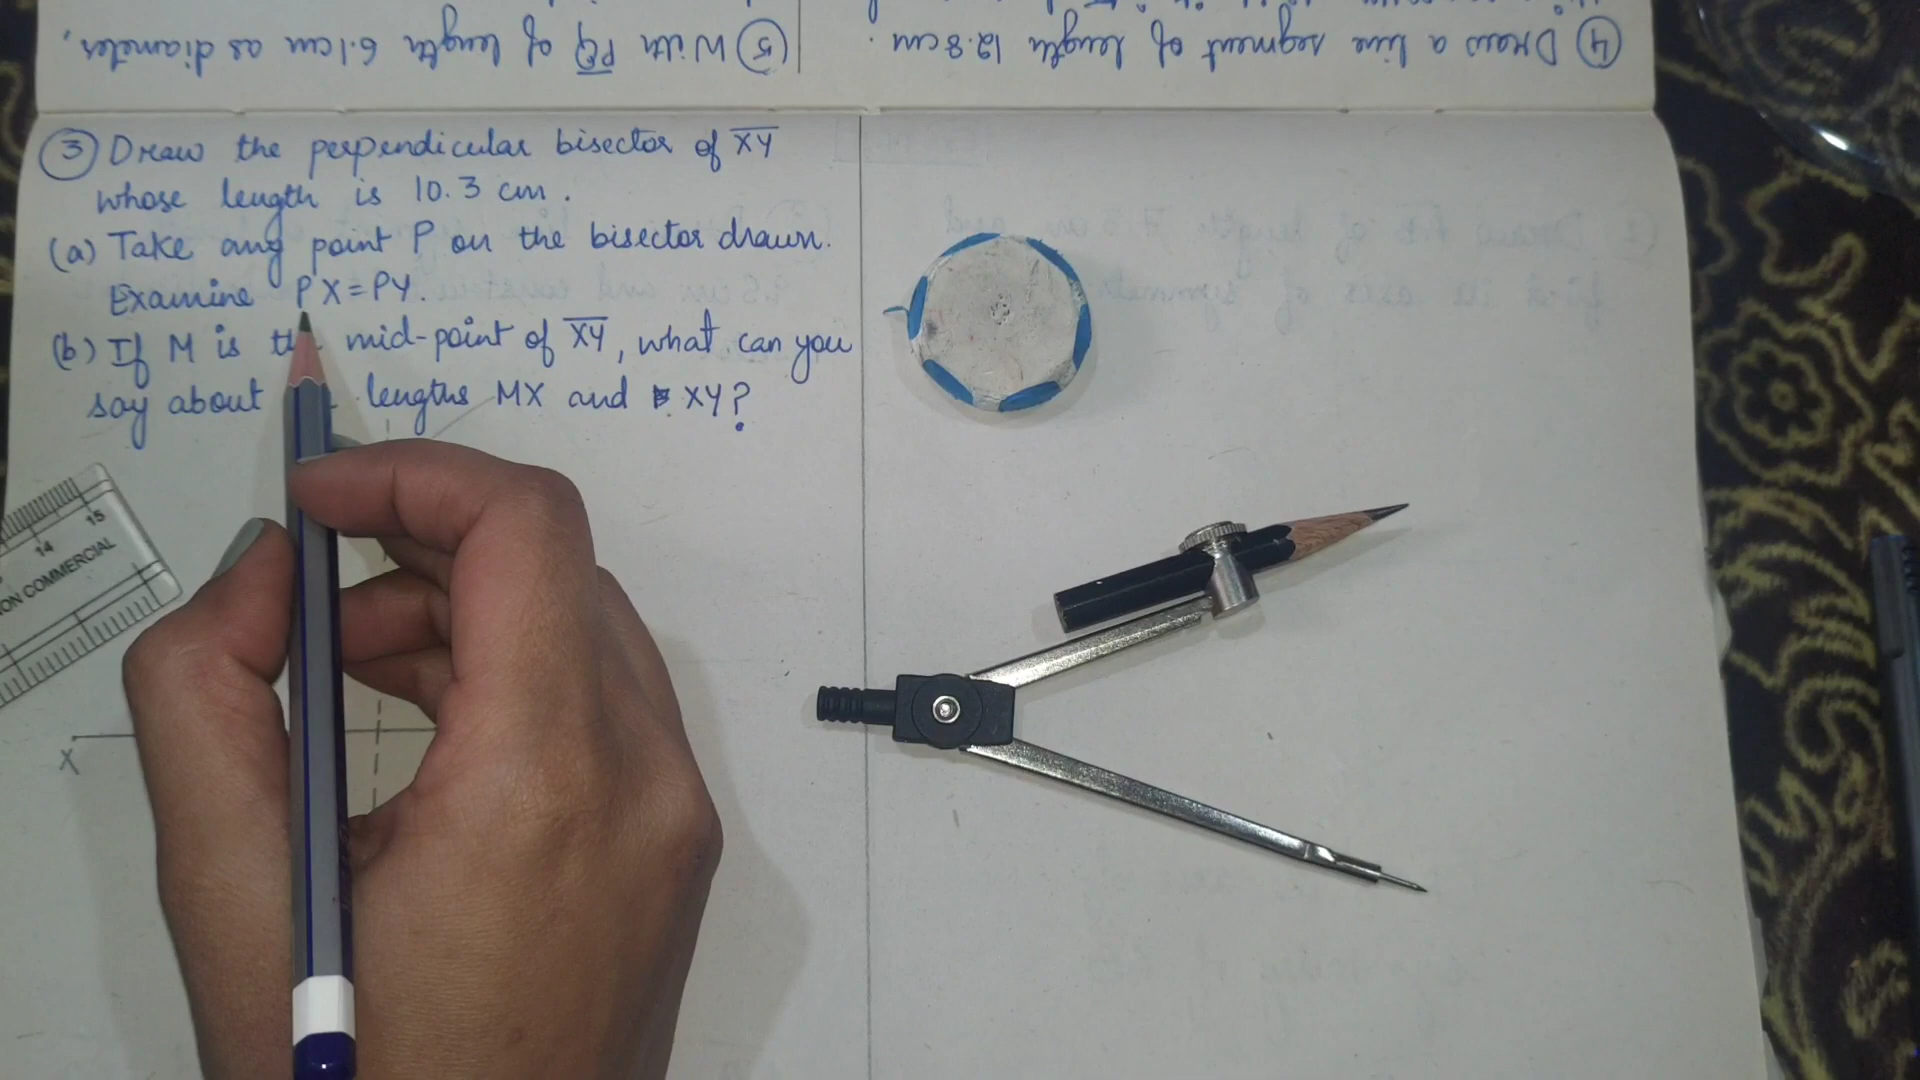 ④ Draw a line segment of length 12.8 cm.
⑤ With PQ of length 6.1 cm as diameter,
③ Draw the perpendicular bisector of XY
whose length is 10.3 cm.
(a) Take any point P on the bisector drawn.
Examine PX = PY.
(b) If M is the mid-point of XY, what can you
say about lengths MX and XY?
14 15
ON COMMERCIAL
X